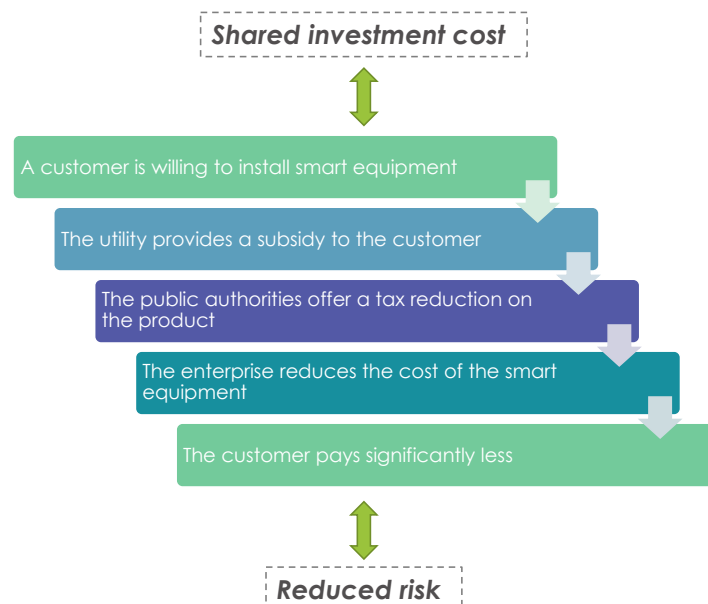 Shared investment cost
A customer is willing to install smart equipment
The utility provides a subsidy to the customer
The public authorities offer a tax reduction on
the product
The enterprise reduces the cost of the smart
equipment
The customer pays significantly less
Reduced risk